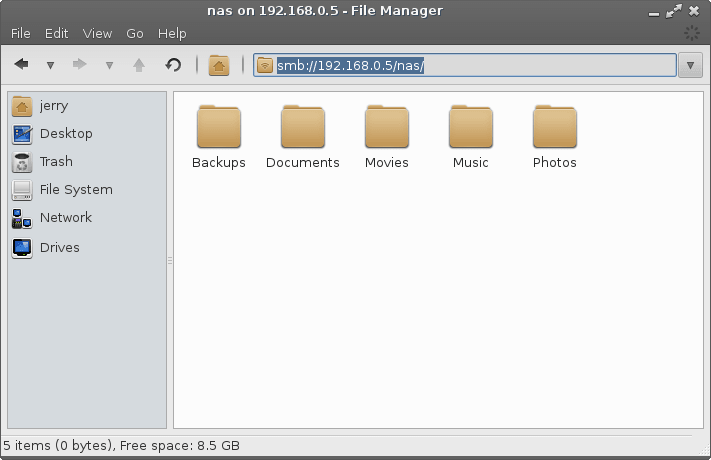 nas on 192.168.0.5 - File Manager
File Edit View Go Help
smb://192.168.0.5/nas/
jerry
Desktop
Trash
File System
Network
Drives
Backups Documents Movies Music Photos
5 items (0 bytes), Free space: 8.5 GB